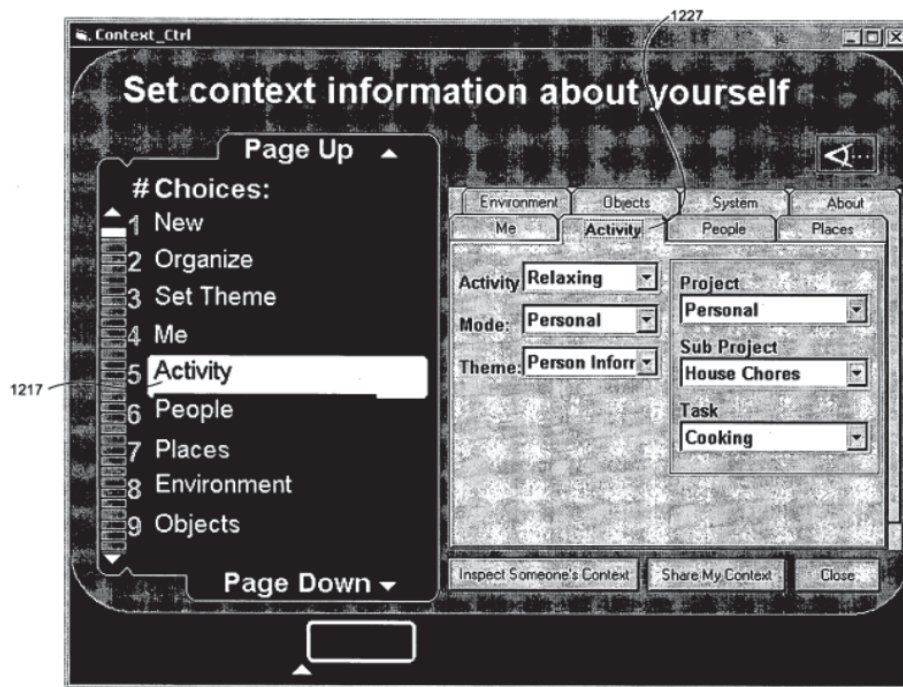 1227
Context_Ctrl
Set context information about yourself
Page Up
# Choices:
1 New
2 Organize
3 Set Theme
4 Me
5 Activity
6 People
7 Places
8 Environment
9 Objects
Page Down
1217
Environment Objects System About
Me Activity People Places
Activity Relaxing
Mode: Personal
Theme: Person Inforr
Project
Personal
Sub Project
House Chores
Task
Cooking
Inspect Someone's Context Share My Context Close